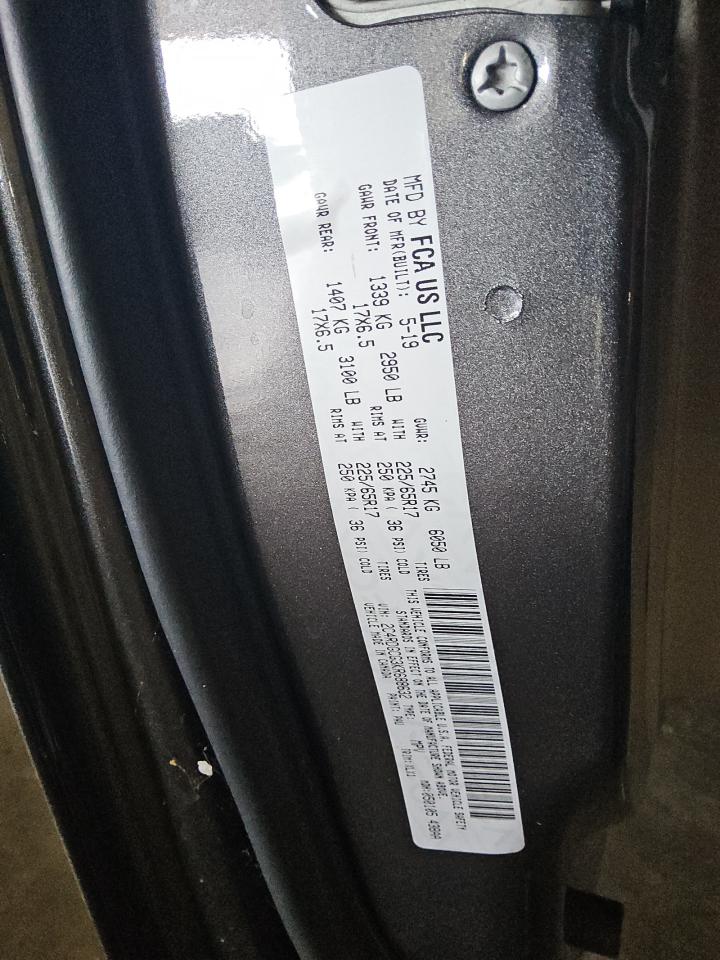 MFD BY FCA US LLC
DATE OF MFR(BUILT): 5-19 GVWR: 2745 KG 6050 LB
GAWR FRONT: 1339 KG 2950 LB WITH 225/65R17 TIRES
17X6.5 RIMS AT 250 KPA( 36 PSI) COLD
GAWR REAR: 1407 KG 3100 LB WITH 225/65R17 TIRES
17X6.5 RIMS AT 250 KPA( 36 PSI) COLD
THIS VEHICLE CONFORMS TO ALL APPLICABLE U.S.A. FEDERAL MOTOR VEHICLE SAFETY
STANDARDS IN EFFECT ON THE DATE OF MANUFACTURE SHOWN ABOVE.
VIN: TYPE: MPV
VEHICLE MADE IN CANADA PAINT: PAU